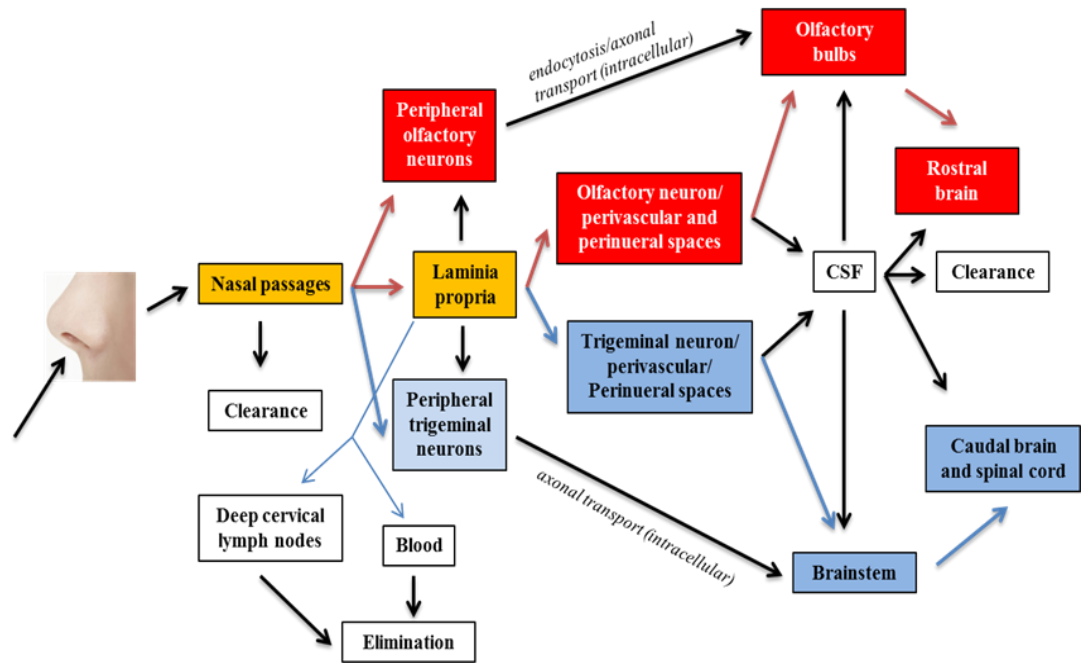 Olfactory
bulbs
endocytosis/axonal
transport (intracellular)
Peripheral
olfactory
neurons
Rostral
brain
Olfactory neuron/
perivascular and
perinueral spaces
Nasal passages
Laminia
propria
CSF
Clearance
Trigeminal neuron/
perivascular/
Perinueral spaces
Clearance
Peripheral
trigeminal
neurons
Caudal brain
and spinal cord
axonal transport (intracellular)
Deep cervical
lymph nodes
Blood
Brainstem
Elimination